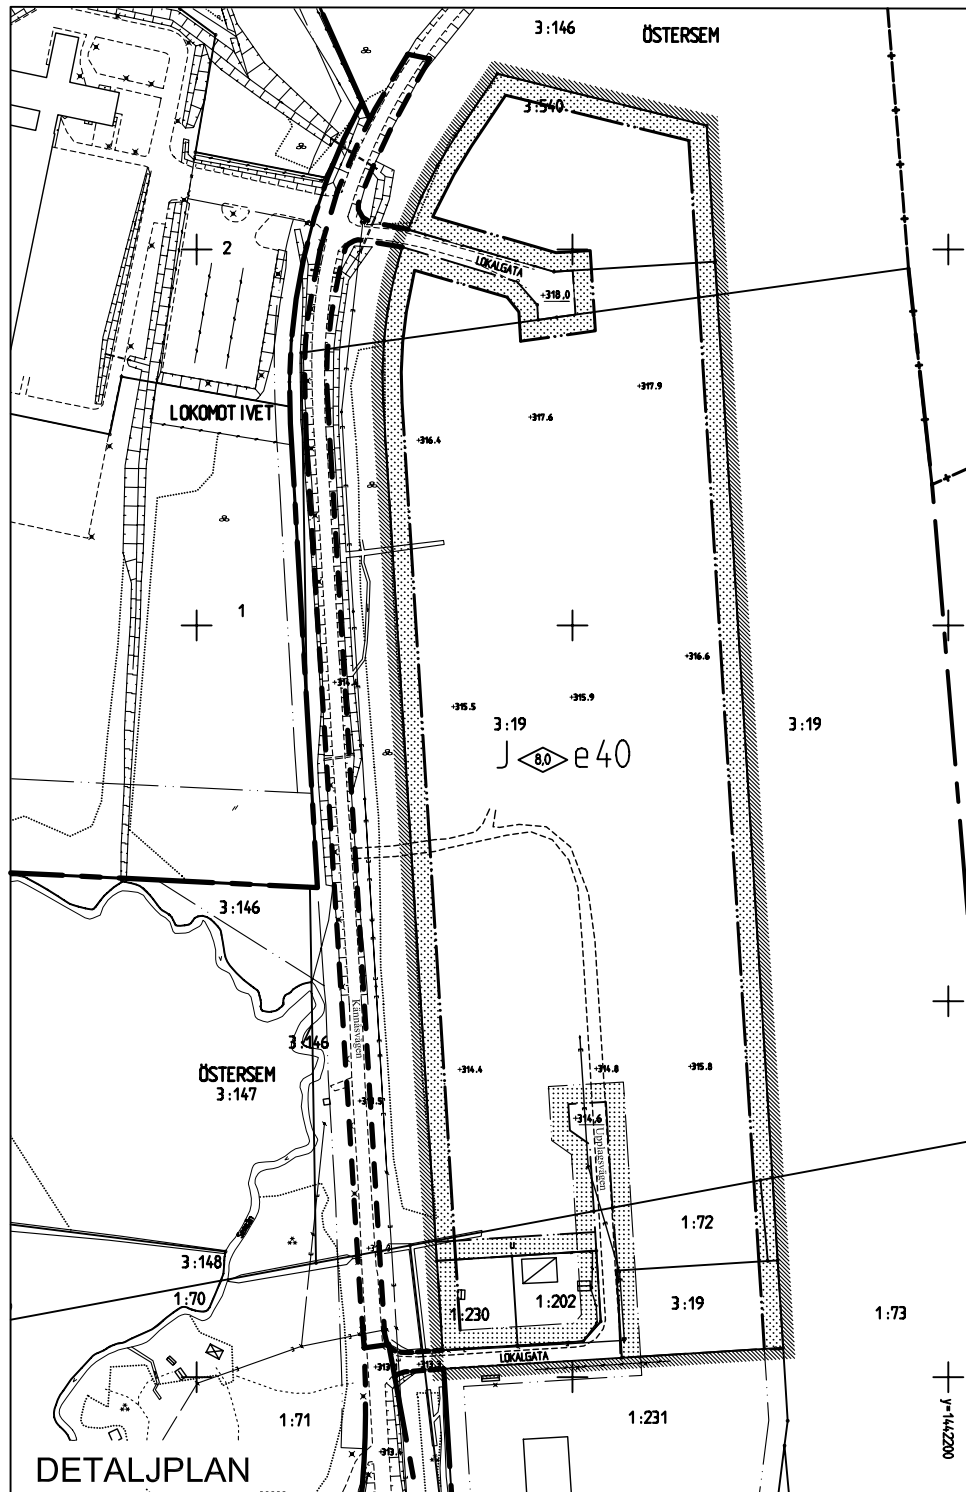 3:146
ÖSTERSEM
3:540
2
LOKALGATA
+318,0
+317.9
LOKOMOTIVET
+317.6
+316.4
1
+316.6
+315.9
+315.5
3:19
3:19
J 8,0 e40
3:146
Kännåsvägen
3:146
ÖSTERSEM
3:147
+314.4
+314.8
+315.8
+314,6
Upplagsvägen
1:72
u
3:148
1:70
1:230
1:202
3:19
1:73
LOKALGATA
1:71
1:231
y=1442200
DETALJPLAN